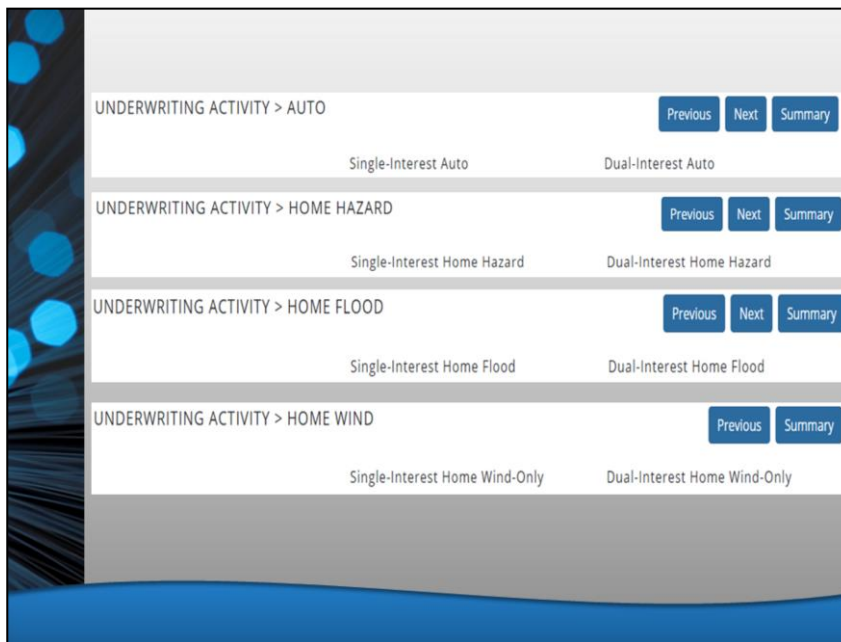 UNDERWRITING ACTIVITY > AUTO Previous Next Summary
Single-Interest Auto Dual-Interest Auto
UNDERWRITING ACTIVITY > HOME HAZARD Previous Next Summary
Single-Interest Home Hazard Dual-Interest Home Hazard
UNDERWRITING ACTIVITY > HOME FLOOD Previous Next Summary
Single-Interest Home Flood Dual-Interest Home Flood
UNDERWRITING ACTIVITY > HOME WIND Previous Summary
Single-Interest Home Wind-Only Dual-Interest Home Wind-Only